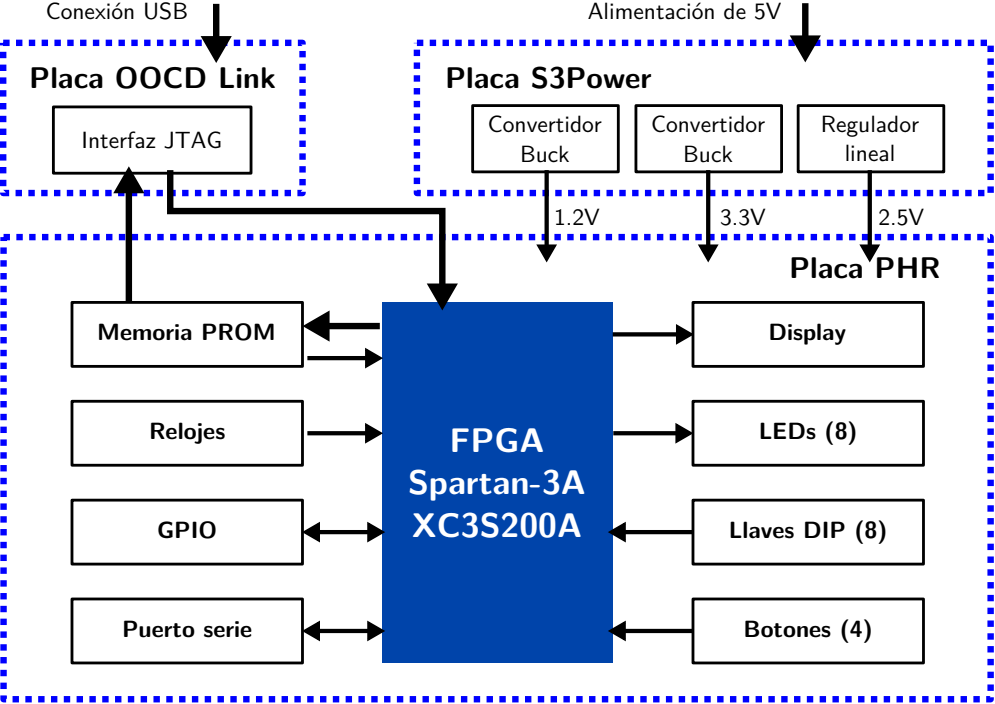 Conexión USB
Alimentación de 5V
Placa OOCD Link
Placa S3Power
Interfaz JTAG
Convertidor
Buck
Convertidor
Buck
Regulador
lineal
1.2V
3.3V
2.5V
Placa PHR
Memoria PROM
Display
Relojes
LEDs (8)
FPGA
Spartan-3A
XC3S200A
GPIO
Llaves DIP (8)
Puerto serie
Botones (4)